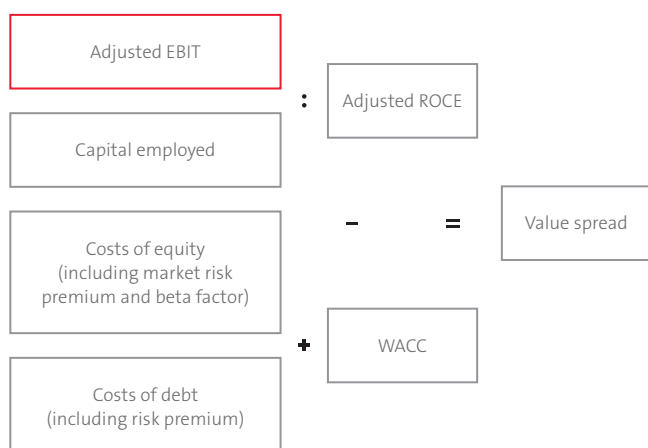 Adjusted EBIT
:
Adjusted ROCE
Capital employed
Costs of equity
(including market risk
premium and beta factor)
-
=
Value spread
+
WACC
Costs of debt
(including risk premium)